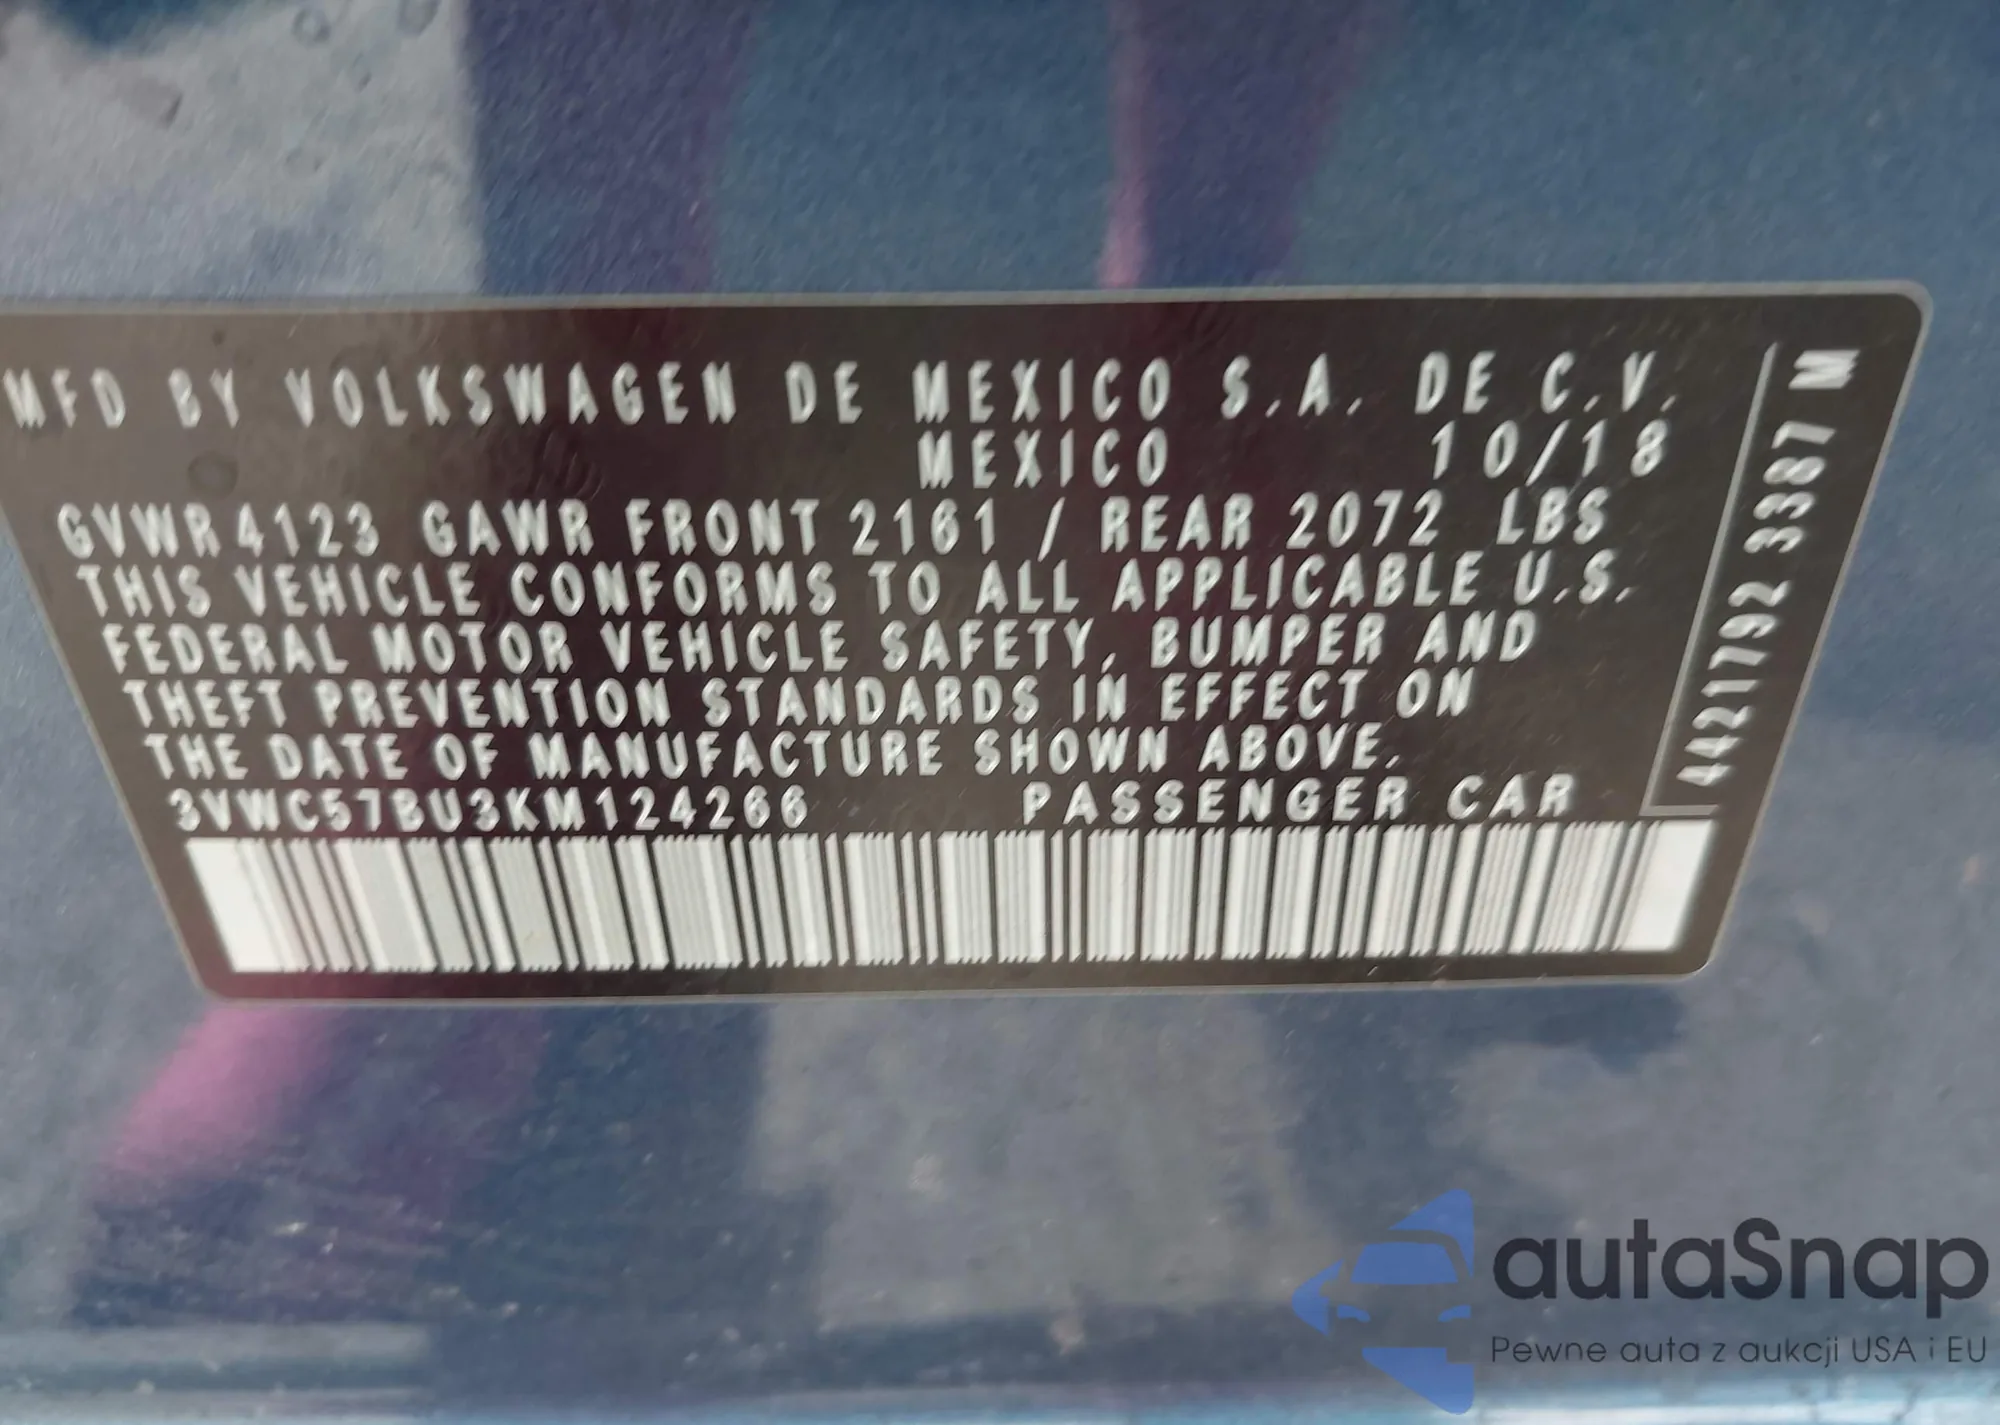 MFD BY VOLKSWAGEN DE MEXICO S.A. DE C.V.
MEXICO 10/18
GVWR 4123 GAWR FRONT 2161 / REAR 2072 LBS
THIS VEHICLE CONFORMS TO ALL APPLICABLE U.S.
FEDERAL MOTOR VEHICLE SAFETY, BUMPER AND
THEFT PREVENTION STANDARDS IN EFFECT ON
THE DATE OF MANUFACTURE SHOWN ABOVE.
3VWC57BU3KM124266 PASSENGER CAR
4421792 3387 M
autaSnap
Pewne auta z aukcji USA i EU